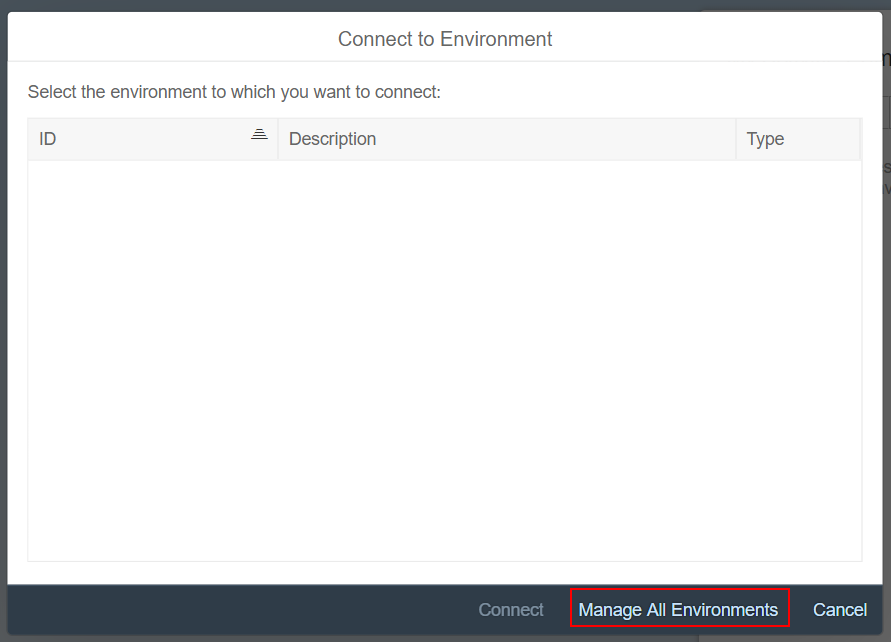 Connect to Environment
Select the environment to which you want to connect:
ID Description Type
Connect Manage All Environments Cancel